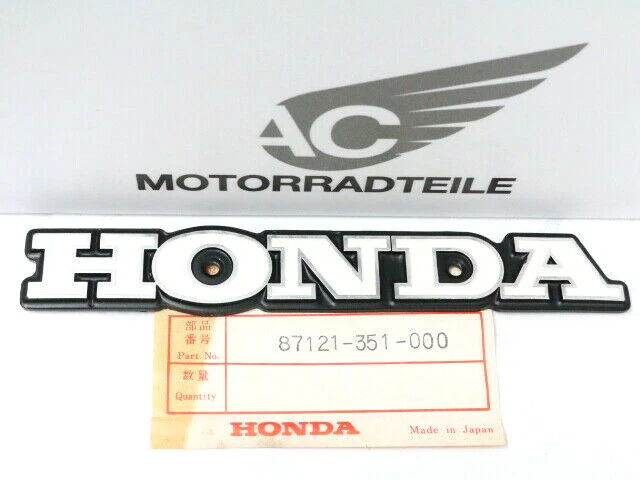 AC
MOTORRADTEILE
HONDA
部品
番号
Part No.
87121-351-000
数量
Quantity
HONDA
Made in Japan